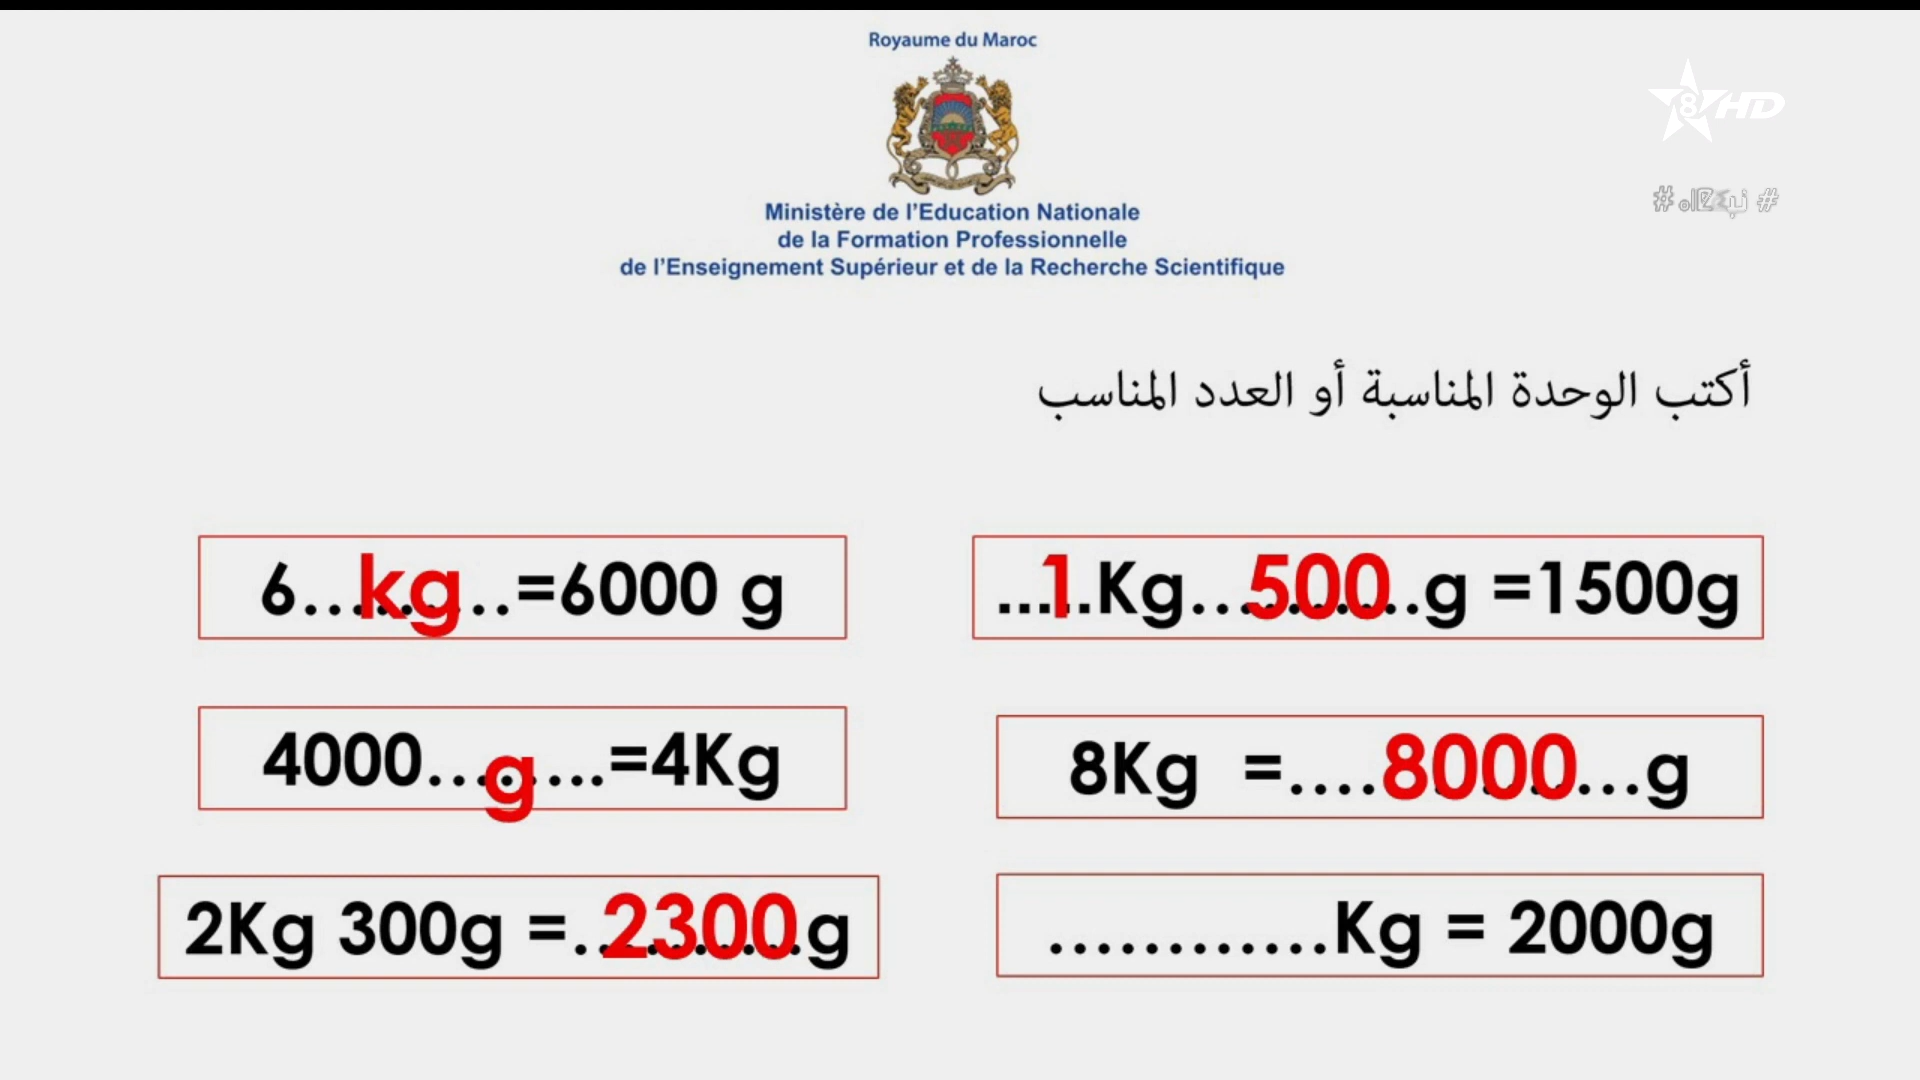 Royaume du Maroc
8 HD
Ministère de l'Education Nationale
de la Formation Professionnelle
de l'Enseignement Supérieur et de la Recherche Scientifique
أكتب الوحدة المناسبة أو العدد المناسب
6...kg...=6000 g
...1..Kg...500...g =1500g
4000...g...=4Kg
8Kg =....8000...g
2Kg 300g =..2300.g
............Kg = 2000g